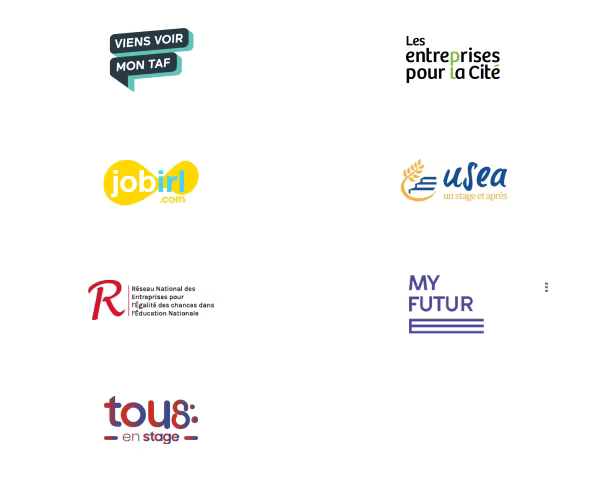 VIENS VOIR
MON TAF
Les
entreprises
pour la Cité
jobirl
.com
usea
un stage et après
R
Réseau National des
Entreprises pour
l'Égalité des chances dans
l'Éducation Nationale
MY
FUTUR
tous:
en stage